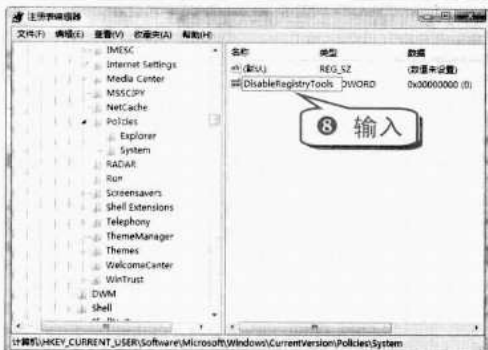 注册表编辑器
文件(F) 编辑(E) 查看(V) 收藏夹(A) 帮助(H)
IMESC
Internet Settings
Media Center
MSSCIPY
NetCache
Policies
Explorer
System
RADAR
Run
Screensavers
Shell Extensions
Telephony
ThemeManager
Themes
WelcomeCenter
WinTrust
DWM
Shell
名称 类型 数据
(默认) REG_SZ (数值未设置)
DisableRegistryTools DWORD 0x00000000 (0)
❽ 输入
计算机\HKEY_CURRENT_USER\Software\Microsoft\Windows\CurrentVersion\Policies\System